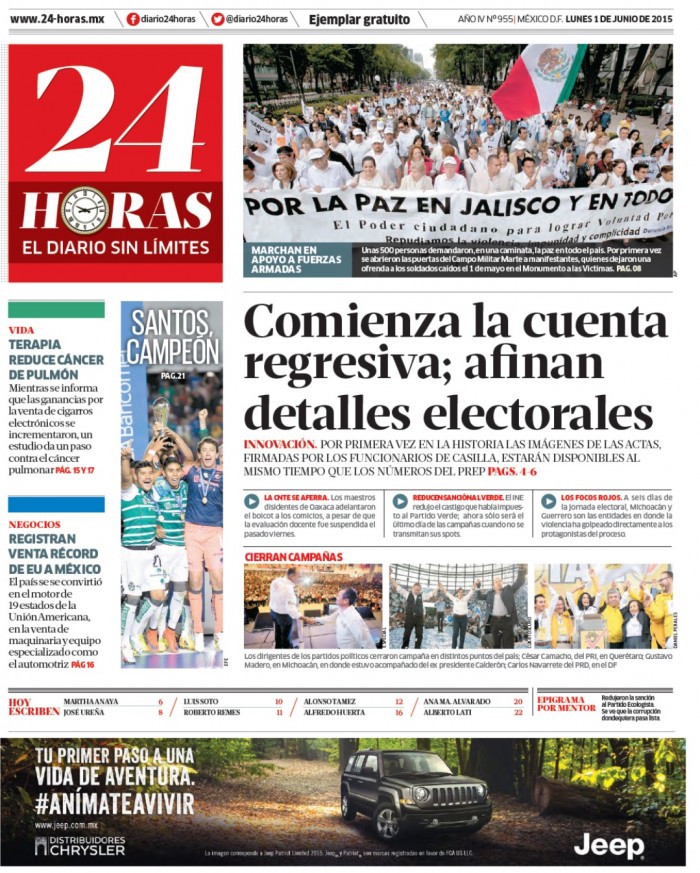 www.24-horas.mx
diario24horas
@diario24horas
Ejemplar gratuito
AÑO IV Nº 955 | MÉXICO D.F. LUNES 1 DE JUNIO DE 2015
24
HORAS
EL DIARIO SIN LÍMITES
POR LA PAZ EN JALISCO Y EN TODO
El Poder ciudadano para lograr Voluntad
Repudiamos la violencia, impunidad y complicidad
MARCHAN EN
APOYO A FUERZAS
ARMADAS
Unas 500 personas demandaron, en una caminata, la paz en todo el país. Por primera vez
se abrieron las puertas del Campo Militar Marte a manifestantes, quienes dejaron una
ofrenda a los soldados caídos el 1 de mayo en el Monumento a las Víctimas. PAG. 08
VIDA
TERAPIA
REDUCE CÁNCER
DE PULMÓN
Mientras se informa
que las ganancias por
la venta de cigarros
electrónicos se
incrementaron, un
estudio da un paso
contra el cáncer
pulmonar PÁG. 15 Y 17
NEGOCIOS
REGISTRAN
VENTA RÉCORD
DE EU A MÉXICO
El país se se convirtió
en el motor de
19 estados de la
Unión Americana,
en la venta de
maquinaria y equipo
especializado como
el automotriz PÁG 16
SANTOS,
CAMPEÓN
PAG.21
EFE
Comienza la cuenta
regresiva; afinan
detalles electorales
INNOVACIÓN. POR PRIMERA VEZ EN LA HISTORIA LAS IMÁGENES DE LAS ACTAS,
FIRMADAS POR LOS FUNCIONARIOS DE CASILLA, ESTARÁN DISPONIBLES AL
MISMO TIEMPO QUE LOS NÚMEROS DEL PREP PAGS. 4-6
LA CNTE SE AFERRA. Los maestros
disidentes de Oaxaca adelantaron
el boicot a los comicios, a pesar de que
la evaluación docente fue suspendida el
pasado viernes.
REDUCEN SANCIÓN AL VERDE. El INE
redujo el castigo que había impuesto
al Partido Verde; ahora sólo será el
último día de las campañas cuando no se
transmitan sus spots.
LOS FOCOS ROJOS. A seis días de
la jornada electoral, Michoacán y
Guerrero son las entidades en donde la
violencia ha golpeado directamente a los
protagonistas del proceso.
CIERRAN CAMPAÑAS
DANIEL PERALES
Los dirigentes de los partidos políticos cerraron campaña en distintos puntos del país; César Camacho, del PRI, en Querétaro; Gustavo
Madero, en Michoacán, en donde estuvo acompañado del ex presidente Calderón; Carlos Navarrete del PRD, en el DF
HOY
ESCRIBEN
MARTHA ANAYA 6
JOSÉ UREÑA 8
LUIS SOTO 10
ROBERTO REMES 11
ALONSO TAMEZ 12
ALFREDO HUERTA 16
ANA MA. ALVARADO 20
ALBERTO LATI 22
EPIGRAMA
POR MENTOR
Redujeron la sanción
al Partido Ecologista.
Se ve que la corrupción
dondequiera pasa lista.
TU PRIMER PASO A UNA
VIDA DE AVENTURA.
#ANÍMATEAVIVIR
www.jeep.com.mx
DISTRIBUIDORES
CHRYSLER
La imagen corresponde a Jeep Patriot Limited 2015. Jeep® y Patriot® son marcas registradas en favor de FCA US LLC.
Jeep